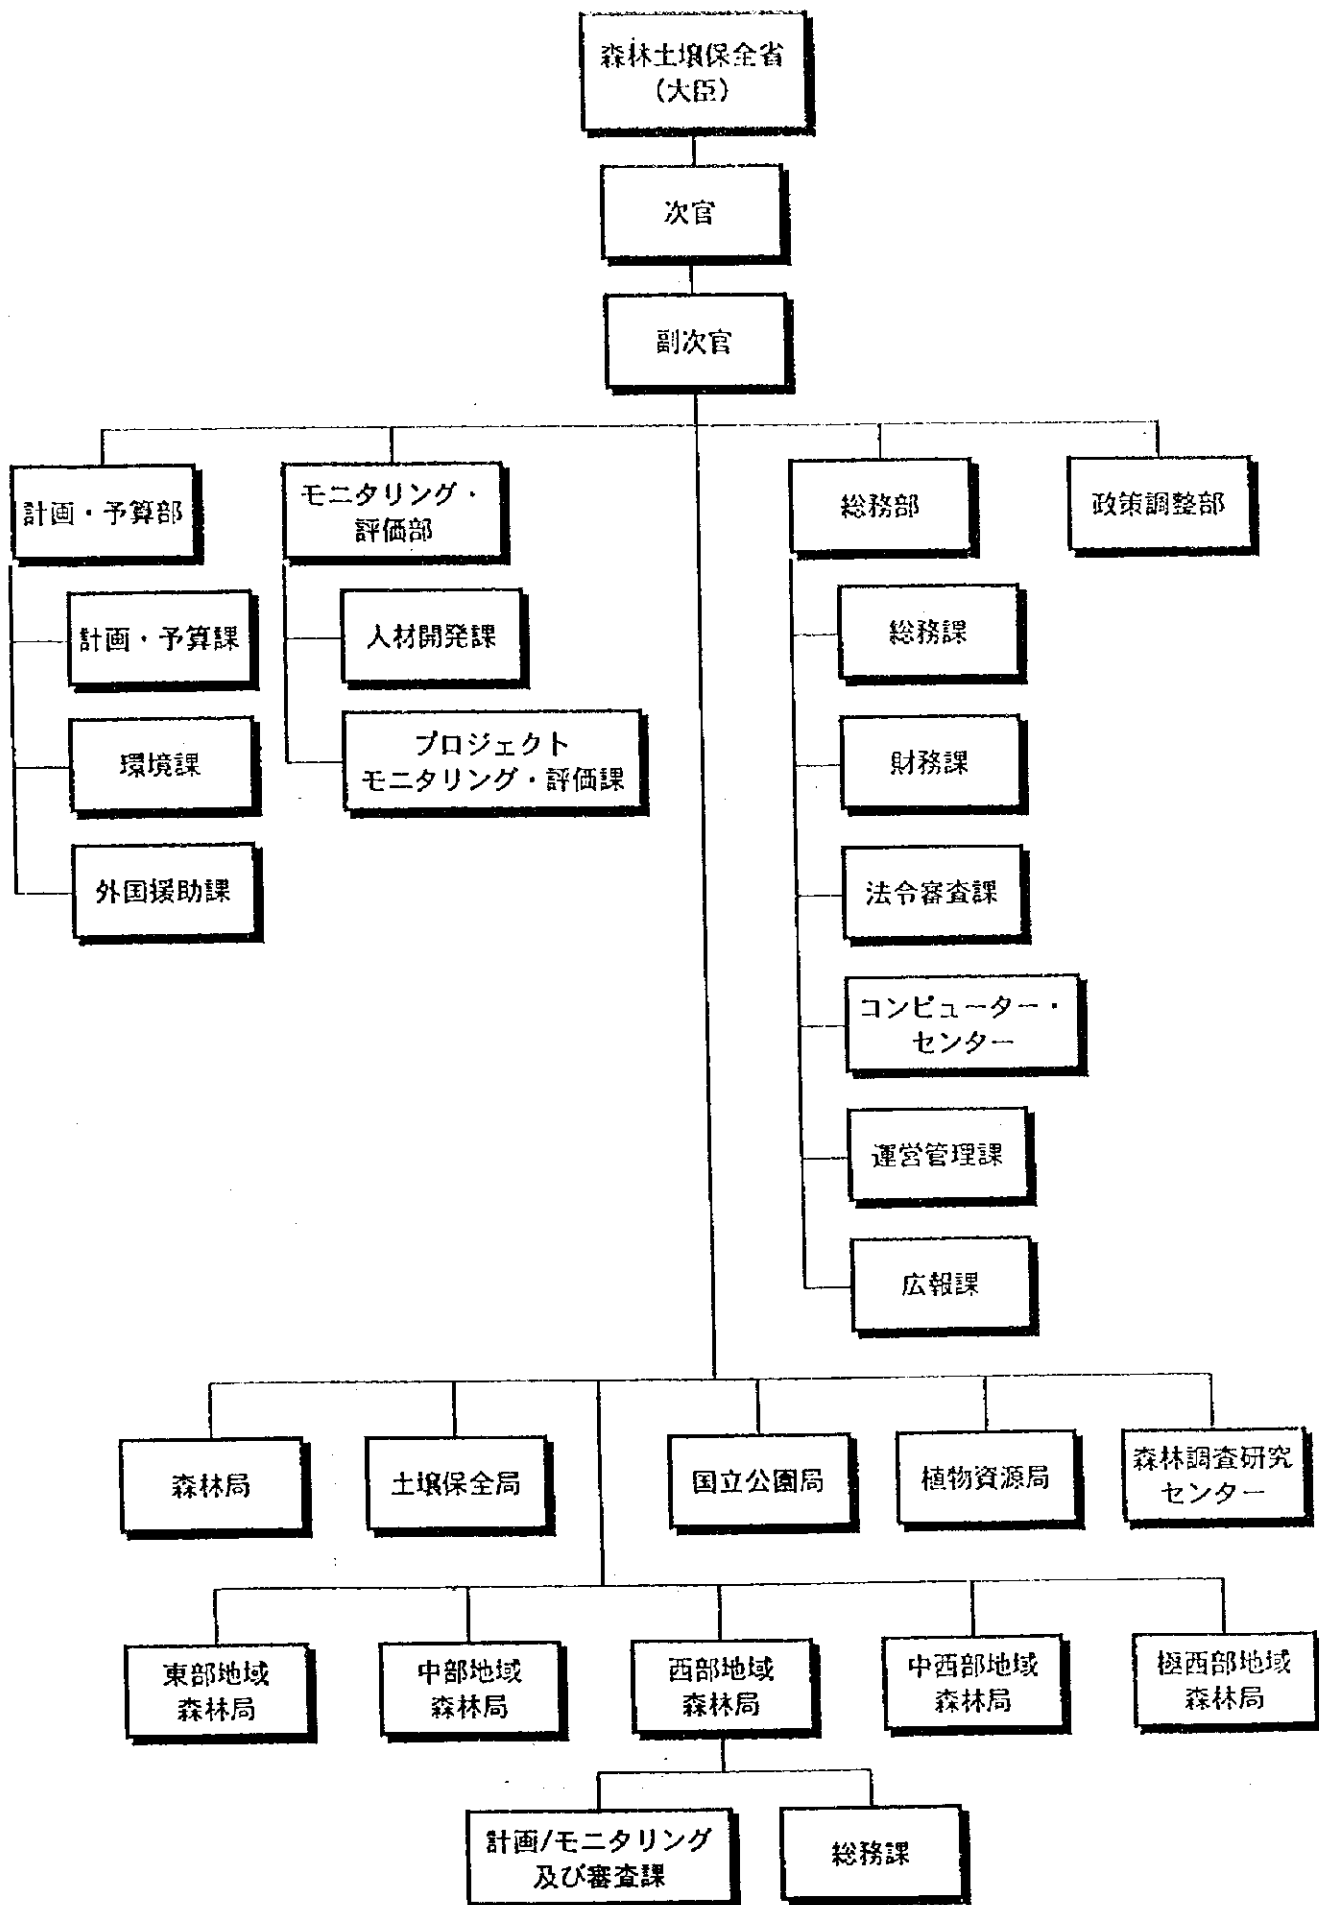 森林土壌保全省
（大臣）
次官
副次官
計画・予算部
モニタリング・
評価部
総務部
政策調整部
計画・予算課
環境課
外国援助課
人材開発課
プロジェクト
モニタリング・評価課
総務課
財務課
法令審査課
コンピューター・
センター
運営管理課
広報課
森林局
土壌保全局
国立公園局
植物資源局
森林調査研究
センター
東部地域
森林局
中部地域
森林局
西部地域
森林局
中西部地域
森林局
極西部地域
森林局
計画/モニタリング
及び審査課
総務課